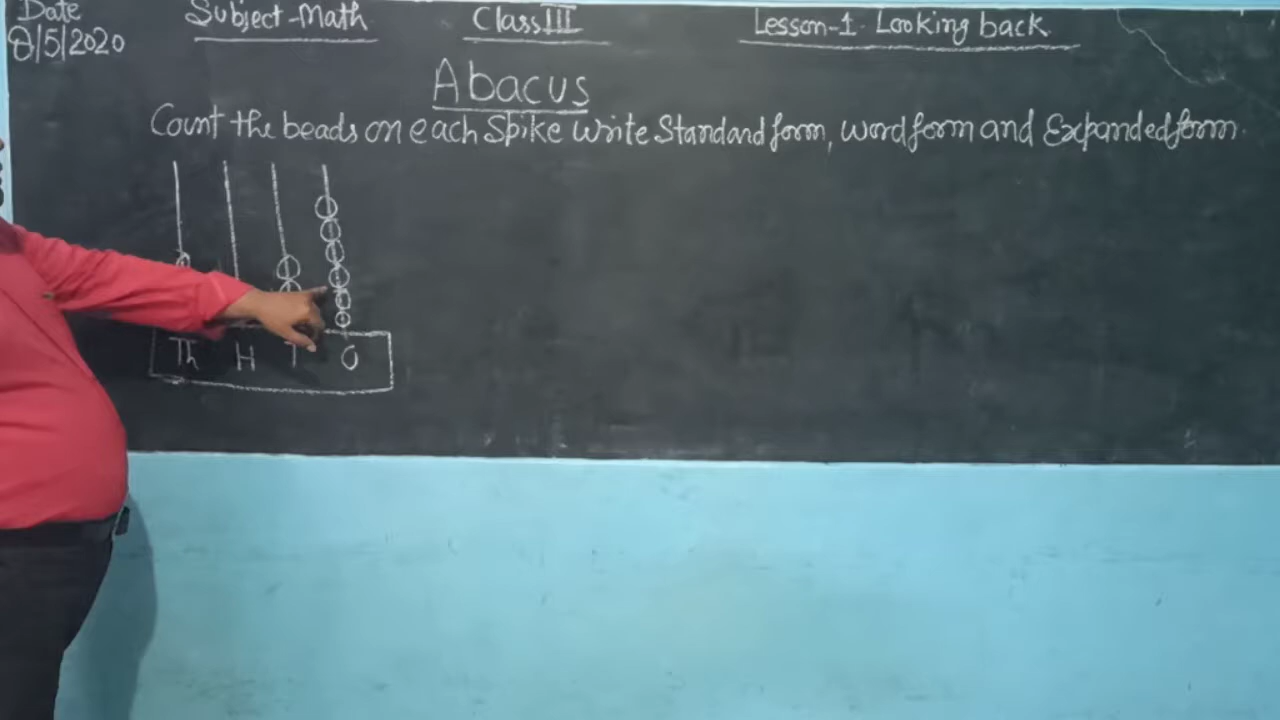 Date Subject-Math Class III Lesson-1. Looking back
8/5/2020
Abacus
Count the beads on each Spike Write Standard form, word form and Expanded form.
Th H T O